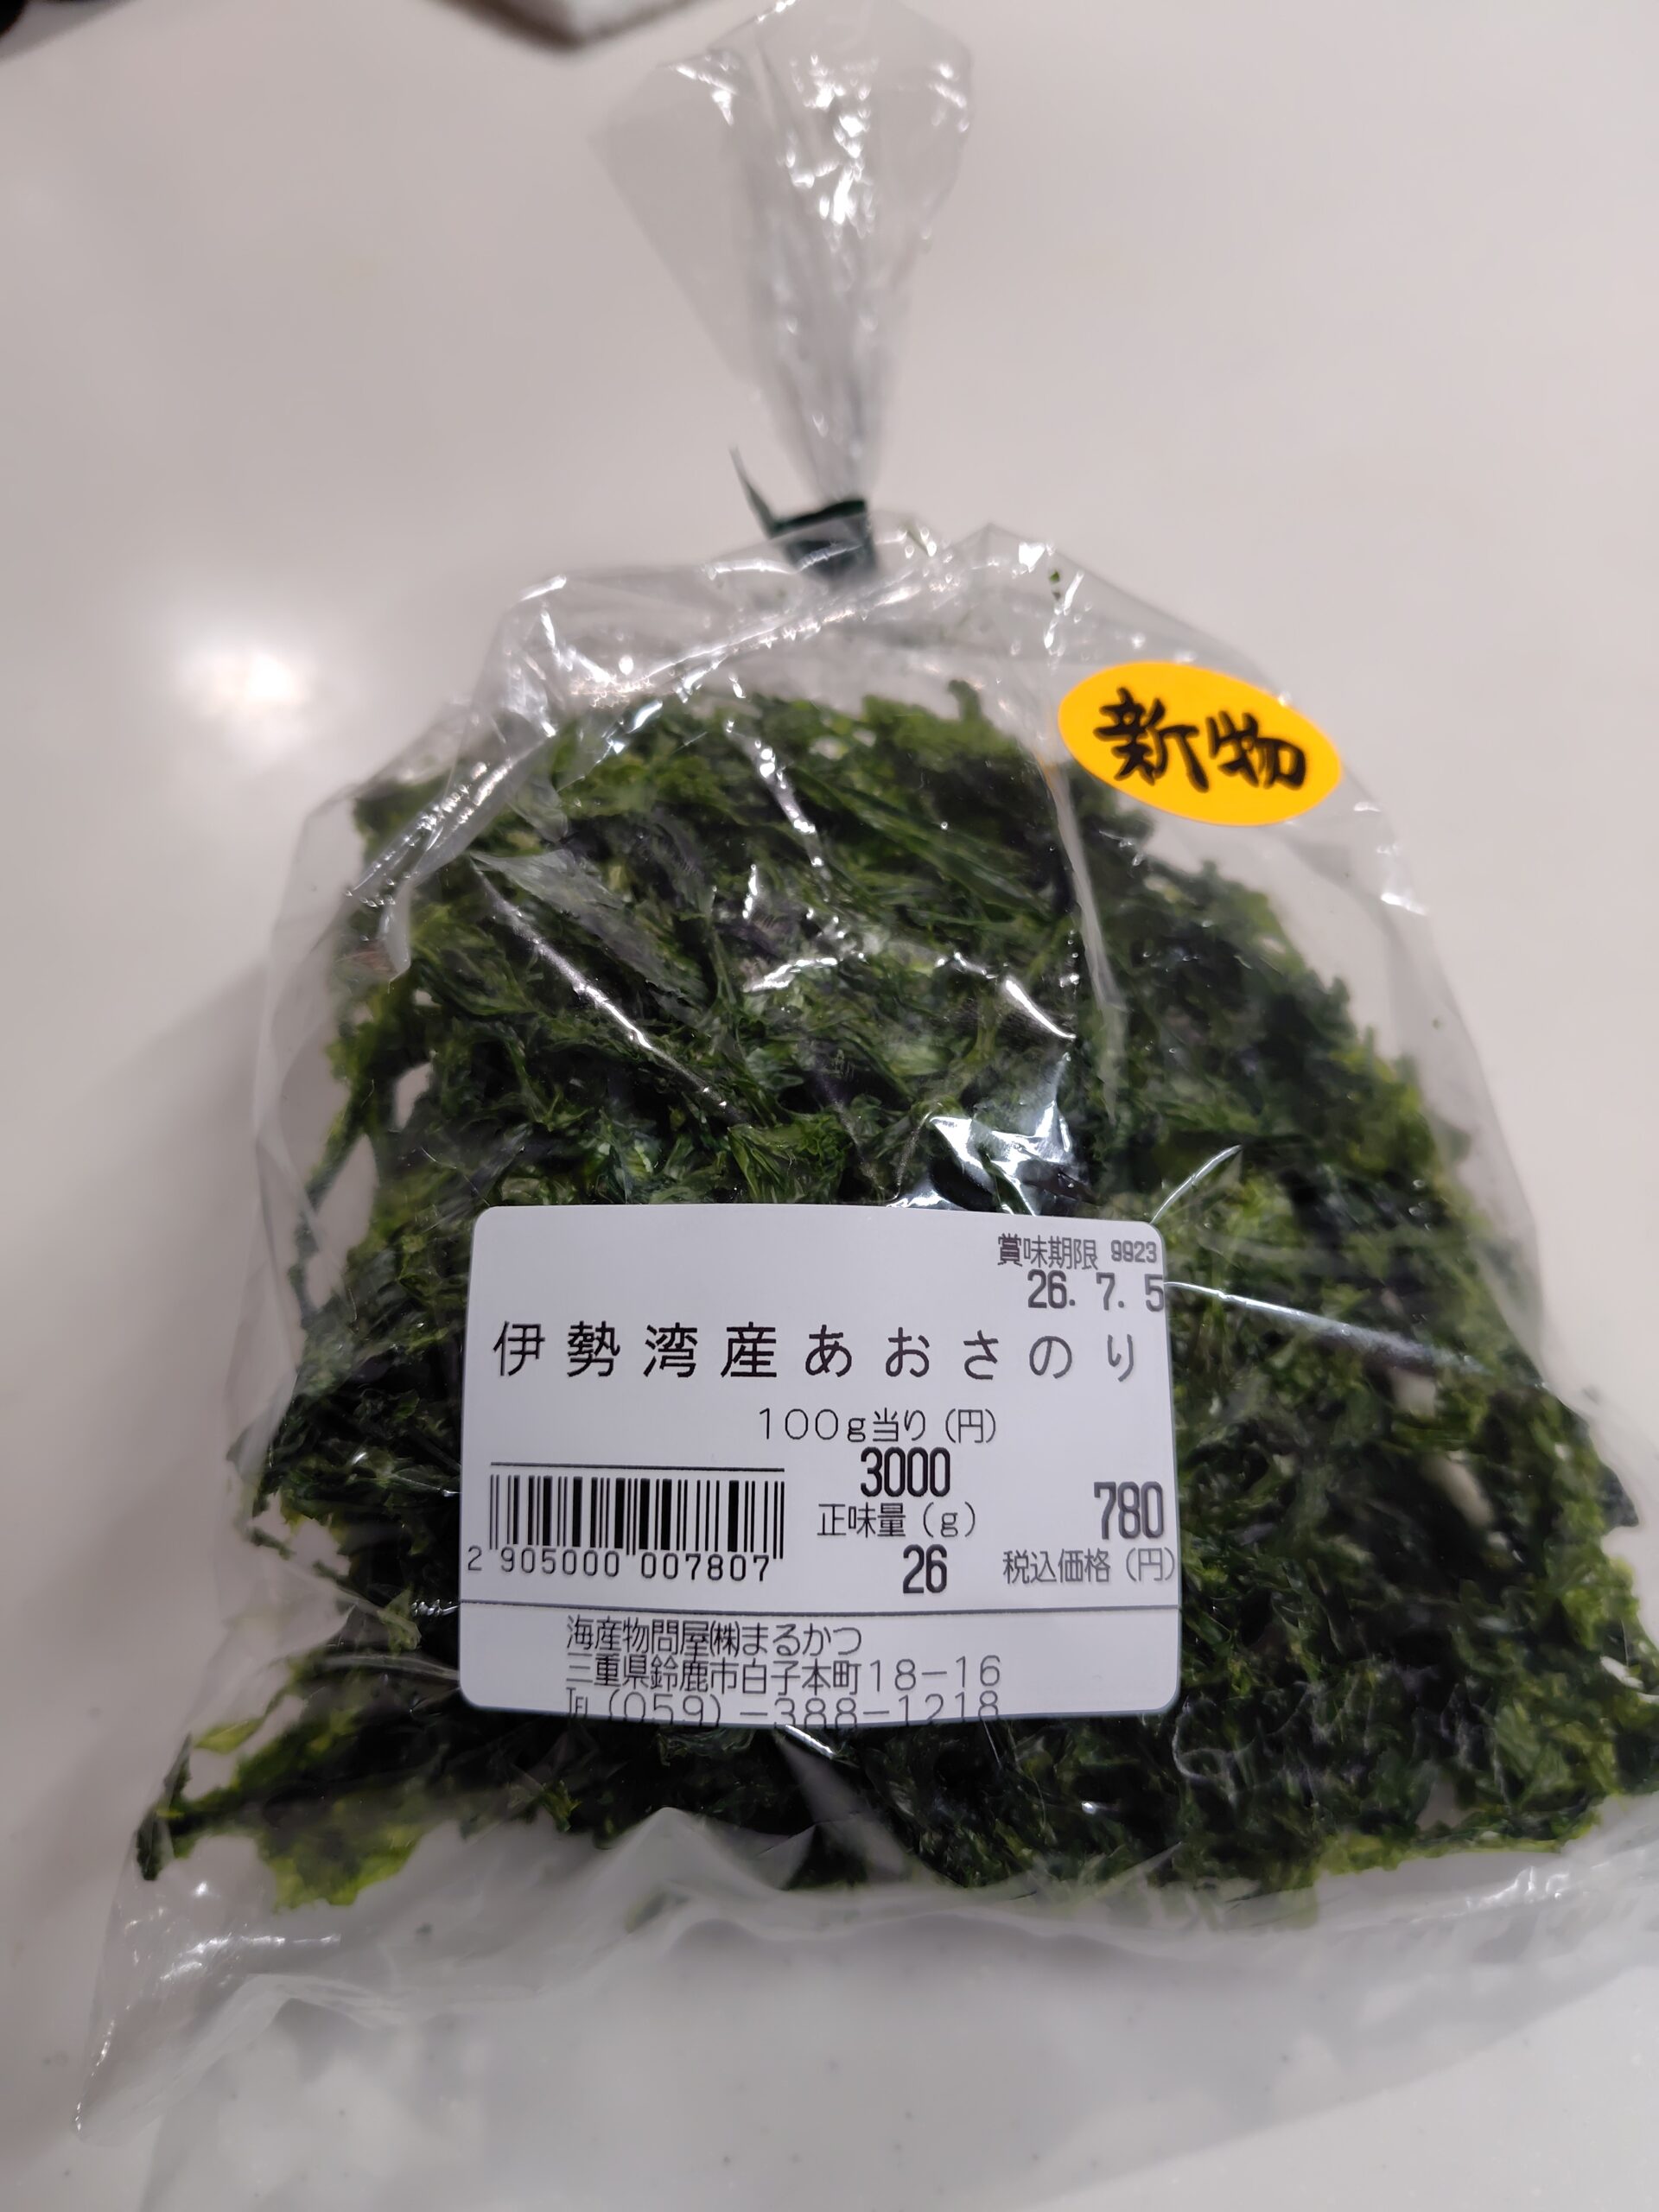 新物
賞味期限 9923
26. 7. 5
伊勢湾産あおさのり
100g当り（円）
3000
正味量（g）
26
780
税込価格（円）
2 905000 007807
海産物問屋㈱まるかつ
三重県鈴鹿市白子本町18－16
℡（059）－388－1218